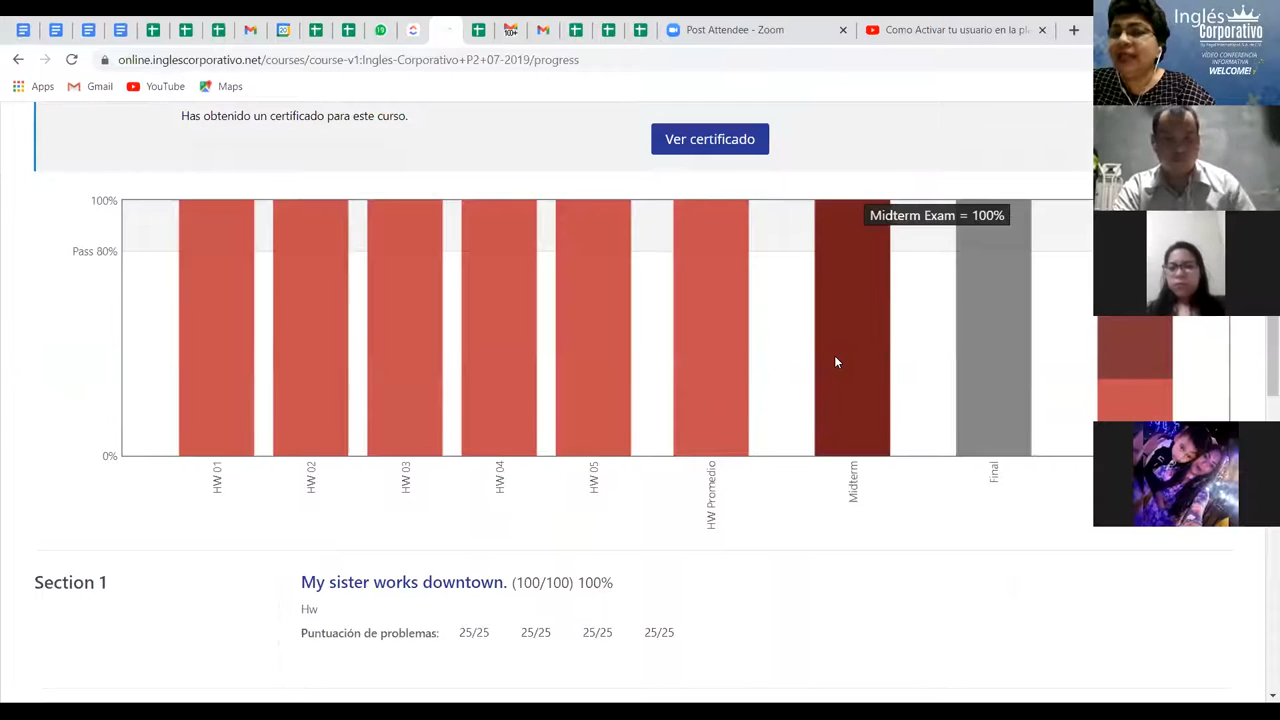 10+
Post Attendee - Zoom
Como Activar tu usuario en la pl
online.inglescorporativo.net/courses/course-v1:Ingles-Corporativo+P2+07-2019/progress
Apps
Gmail
YouTube
Maps
Inglés
Corporativo
VÍDEO CONFERENCIA
INFORMATIVA
WELCOME!
Has obtenido un certificado para este curso.
Ver certificado
100%
Pass 80%
0%
Midterm Exam = 100%
HW 01
HW 02
HW 03
HW 04
HW 05
HW Promedio
Midterm
Final
Section 1
My sister works downtown. (100/100) 100%
Hw
Puntuación de problemas: 25/25 25/25 25/25 25/25